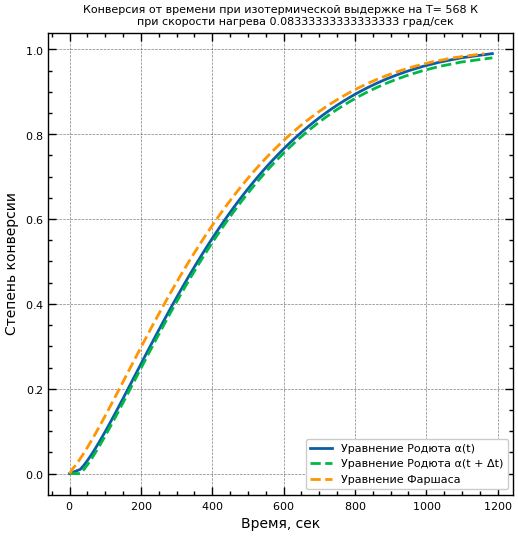 Конверсия от времени при изотермической выдержке на T= 568 К
при скорости нагрева 0.08333333333333333 град/сек
1.0
0.8
0.6
0.4
0.2
0.0
Степень конверсии
Уравнение Родюта α(t)
Уравнение Родюта α(t + Δt)
Уравнение Фаршаса
0 200 400 600 800 1000 1200
Время, сек